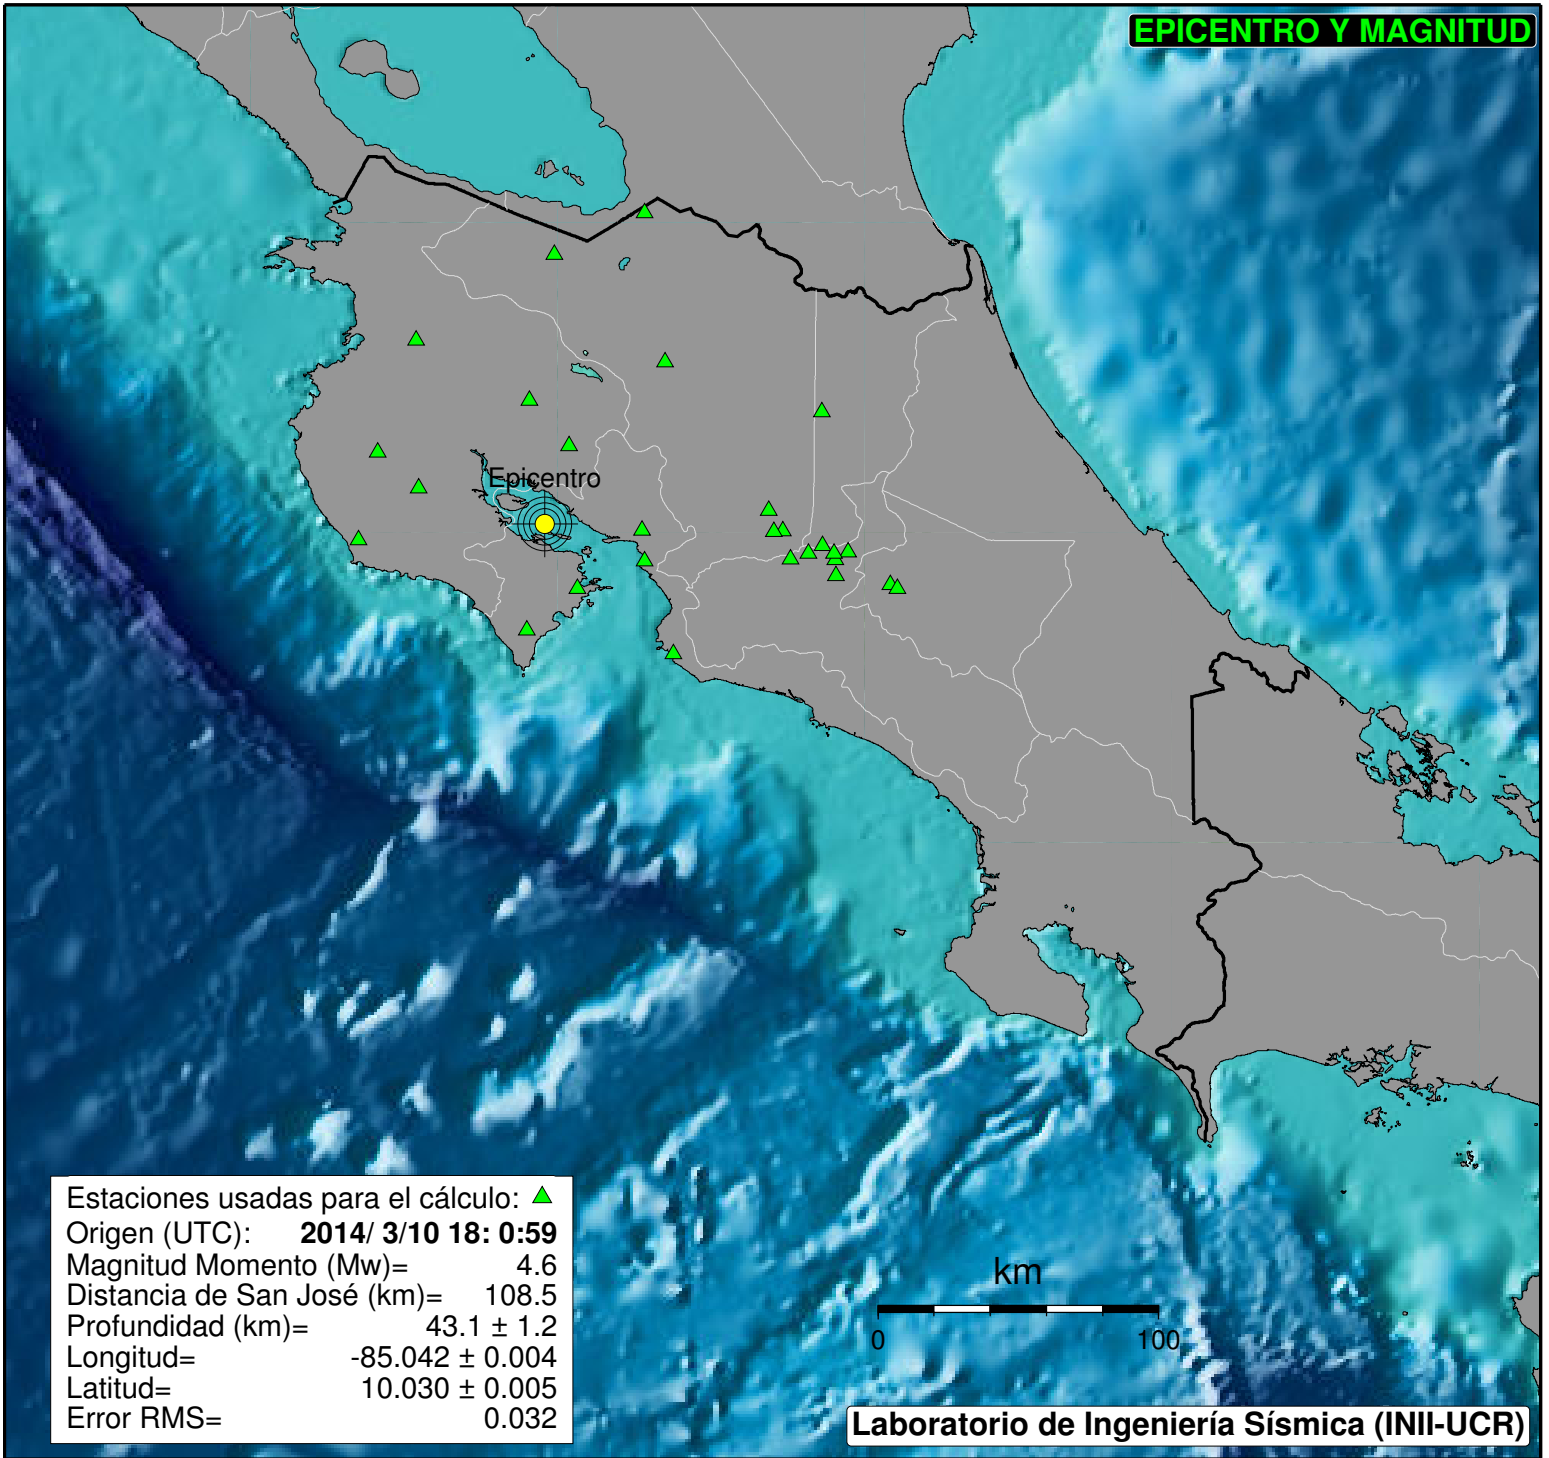 EPICENTRO Y MAGNITUD
Epicentro
Estaciones usadas para el cálculo:
Origen (UTC): 2014/ 3/10 18: 0:59
Magnitud Momento (Mw)= 4.6
Distancia de San José (km)= 108.5
Profundidad (km)= 43.1 ± 1.2
Longitud= -85.042 ± 0.004
Latitud= 10.030 ± 0.005
Error RMS= 0.032
km
0 100
Laboratorio de Ingeniería Sísmica (INII-UCR)